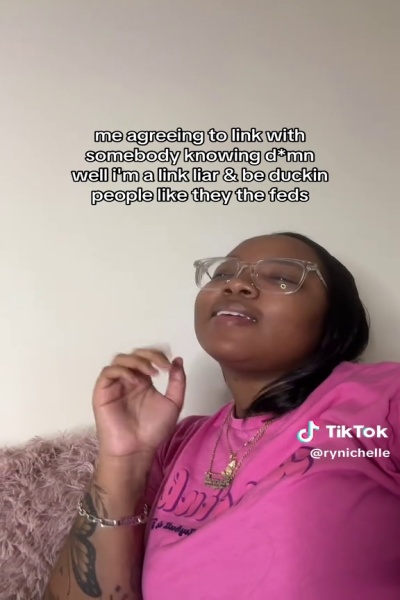 me agreeing to link with
somebody knowing d*mn
well i'm a link liar & be duckin
people like they the feds
TikTok
@rynichelle